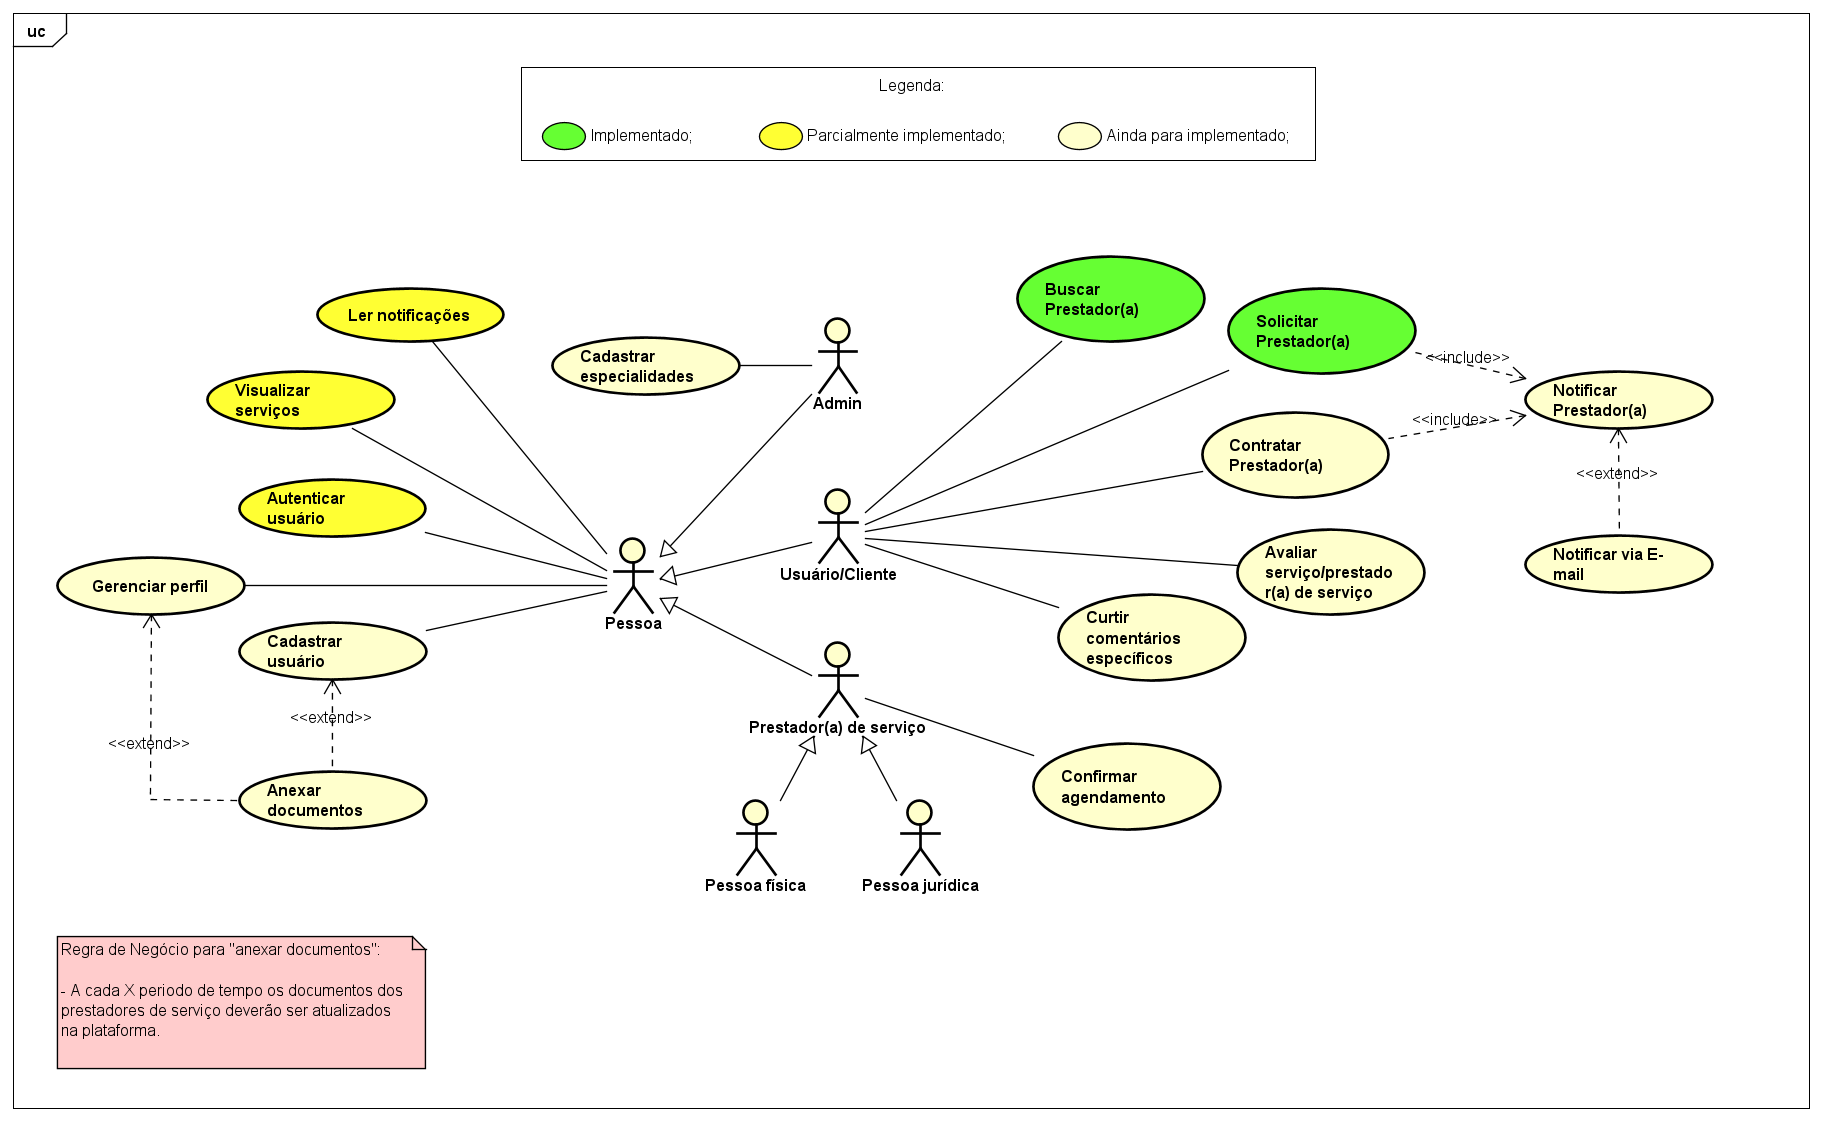 uc
Legenda:
Implementado;
Parcialmente implementado;
Ainda para implementado;
Ler notificações
Visualizar
serviços
Autenticar
usuário
Gerenciar perfil
Cadastrar
usuário
<<extend>>
<<extend>>
Anexar
documentos
Cadastrar
especialidades
Admin
Pessoa
Usuário/Cliente
Prestador(a) de serviço
Pessoa física
Pessoa jurídica
Buscar
Prestador(a)
Solicitar
Prestador(a)
<<include>>
Notificar
Prestador(a)
<<include>>
Contratar
Prestador(a)
<<extend>>
Notificar via E-
mail
Avaliar
serviço/prestado
r(a) de serviço
Curtir
comentários
específicos
Confirmar
agendamento
Regra de Negócio para "anexar documentos":
- A cada X periodo de tempo os documentos dos
prestadores de serviço deverão ser atualizados
na plataforma.